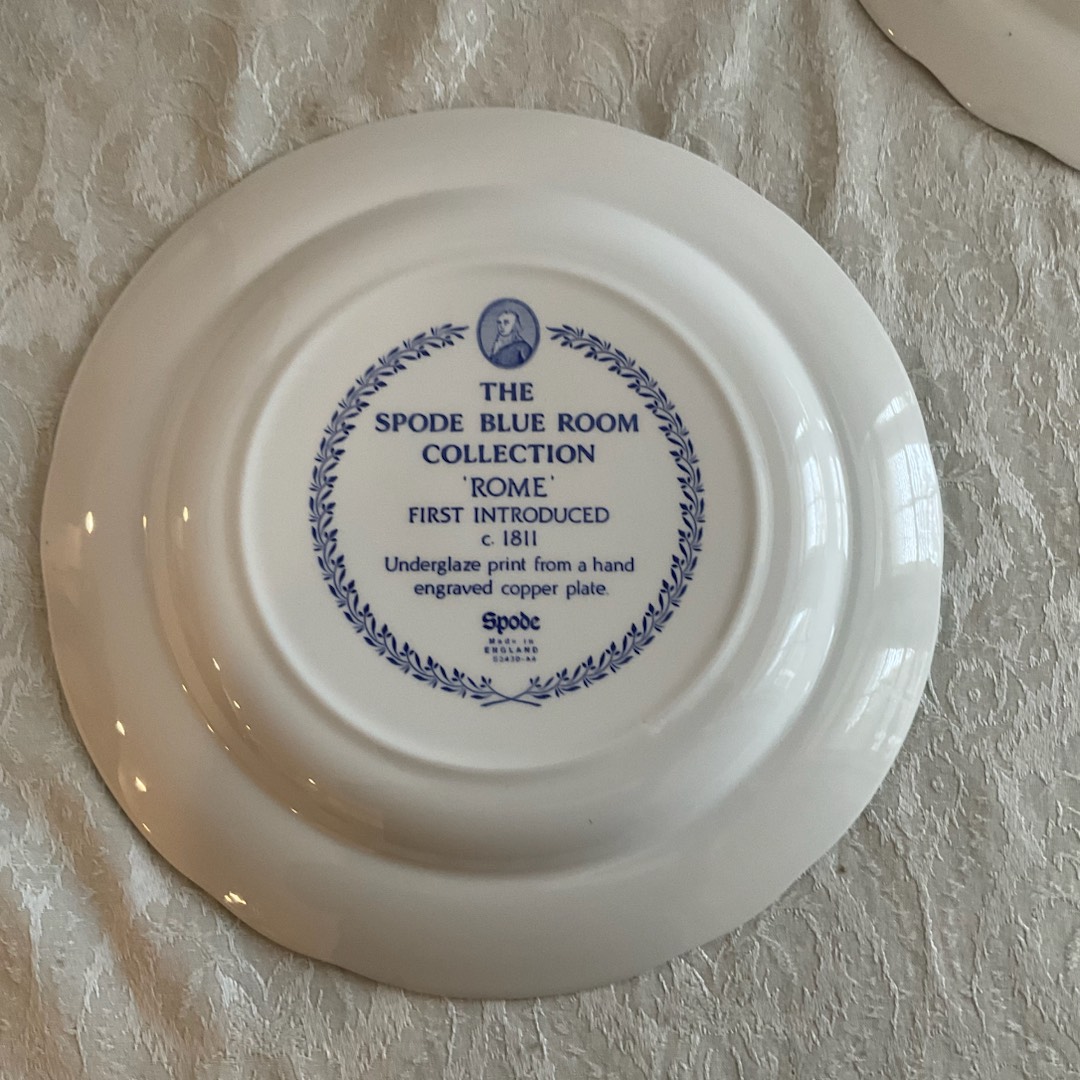 THE
SPODE BLUE ROOM
COLLECTION
'ROME'
FIRST INTRODUCED
c. 1811
Underglaze print from a hand
engraved copper plate.
Spode
Made in
ENGLAND